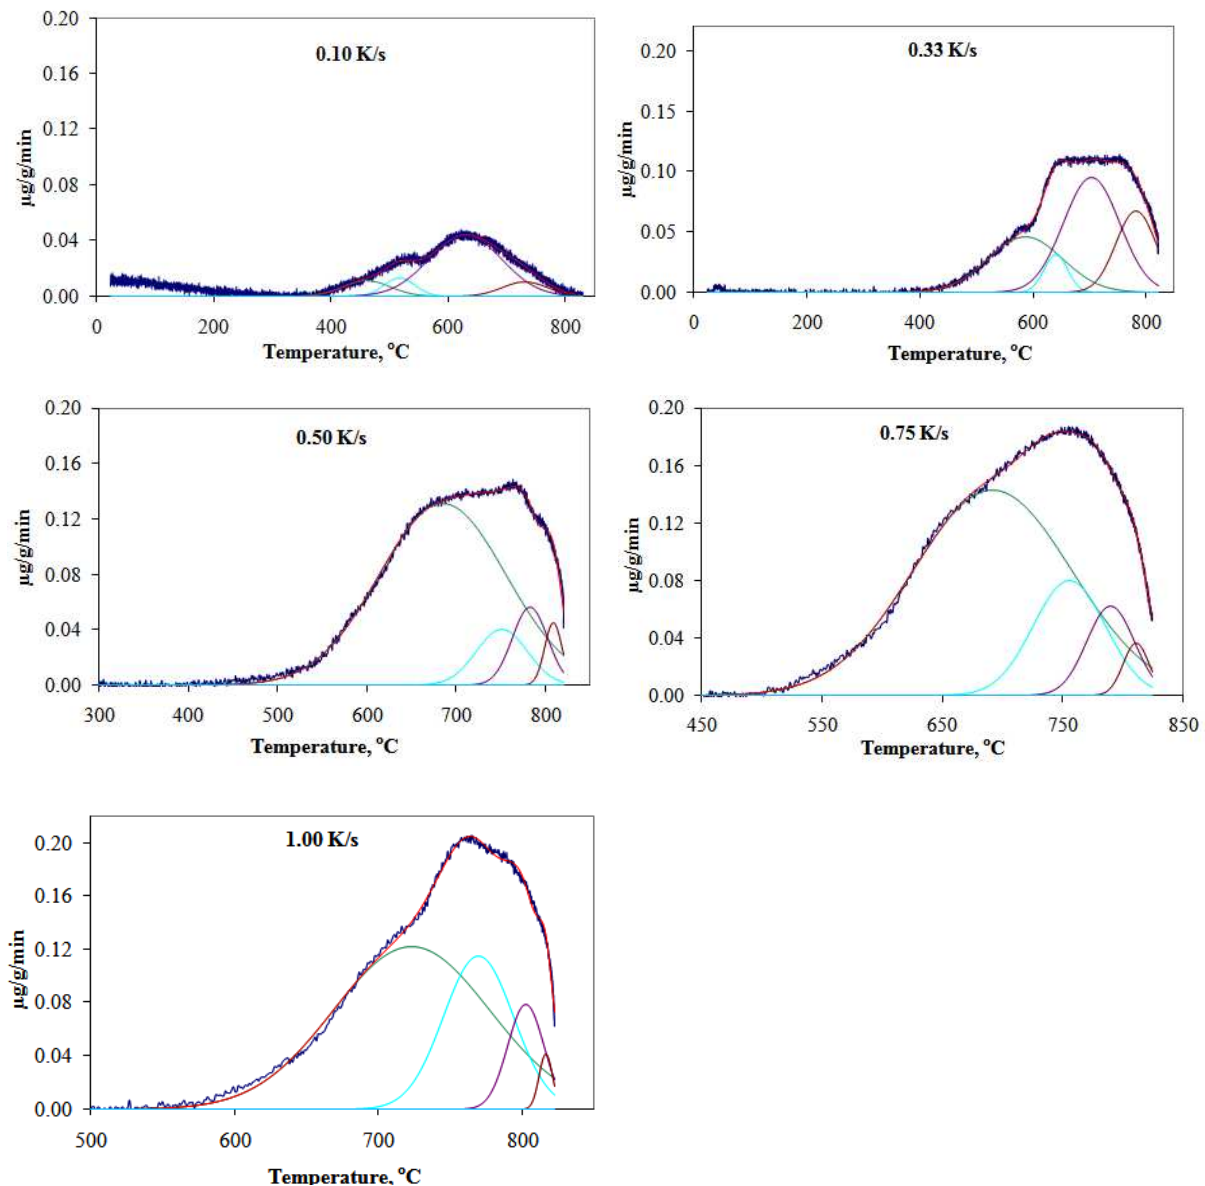 0.10 K/s
µg/g/min
0.20
0.16
0.12
0.08
0.04
0.00
0 200 400 600 800
Temperature, °C
0.33 K/s
µg/g/min
0.20
0.15
0.10
0.05
0.00
0 200 400 600 800
Temperature, °C
0.50 K/s
µg/g/min
0.20
0.16
0.12
0.08
0.04
0.00
300 400 500 600 700 800
Temperature, °C
0.75 K/s
µg/g/min
0.20
0.16
0.12
0.08
0.04
0.00
450 550 650 750 850
Temperature, °C
1.00 K/s
µg/g/min
0.20
0.16
0.12
0.08
0.04
0.00
500 600 700 800
Temperature, °C